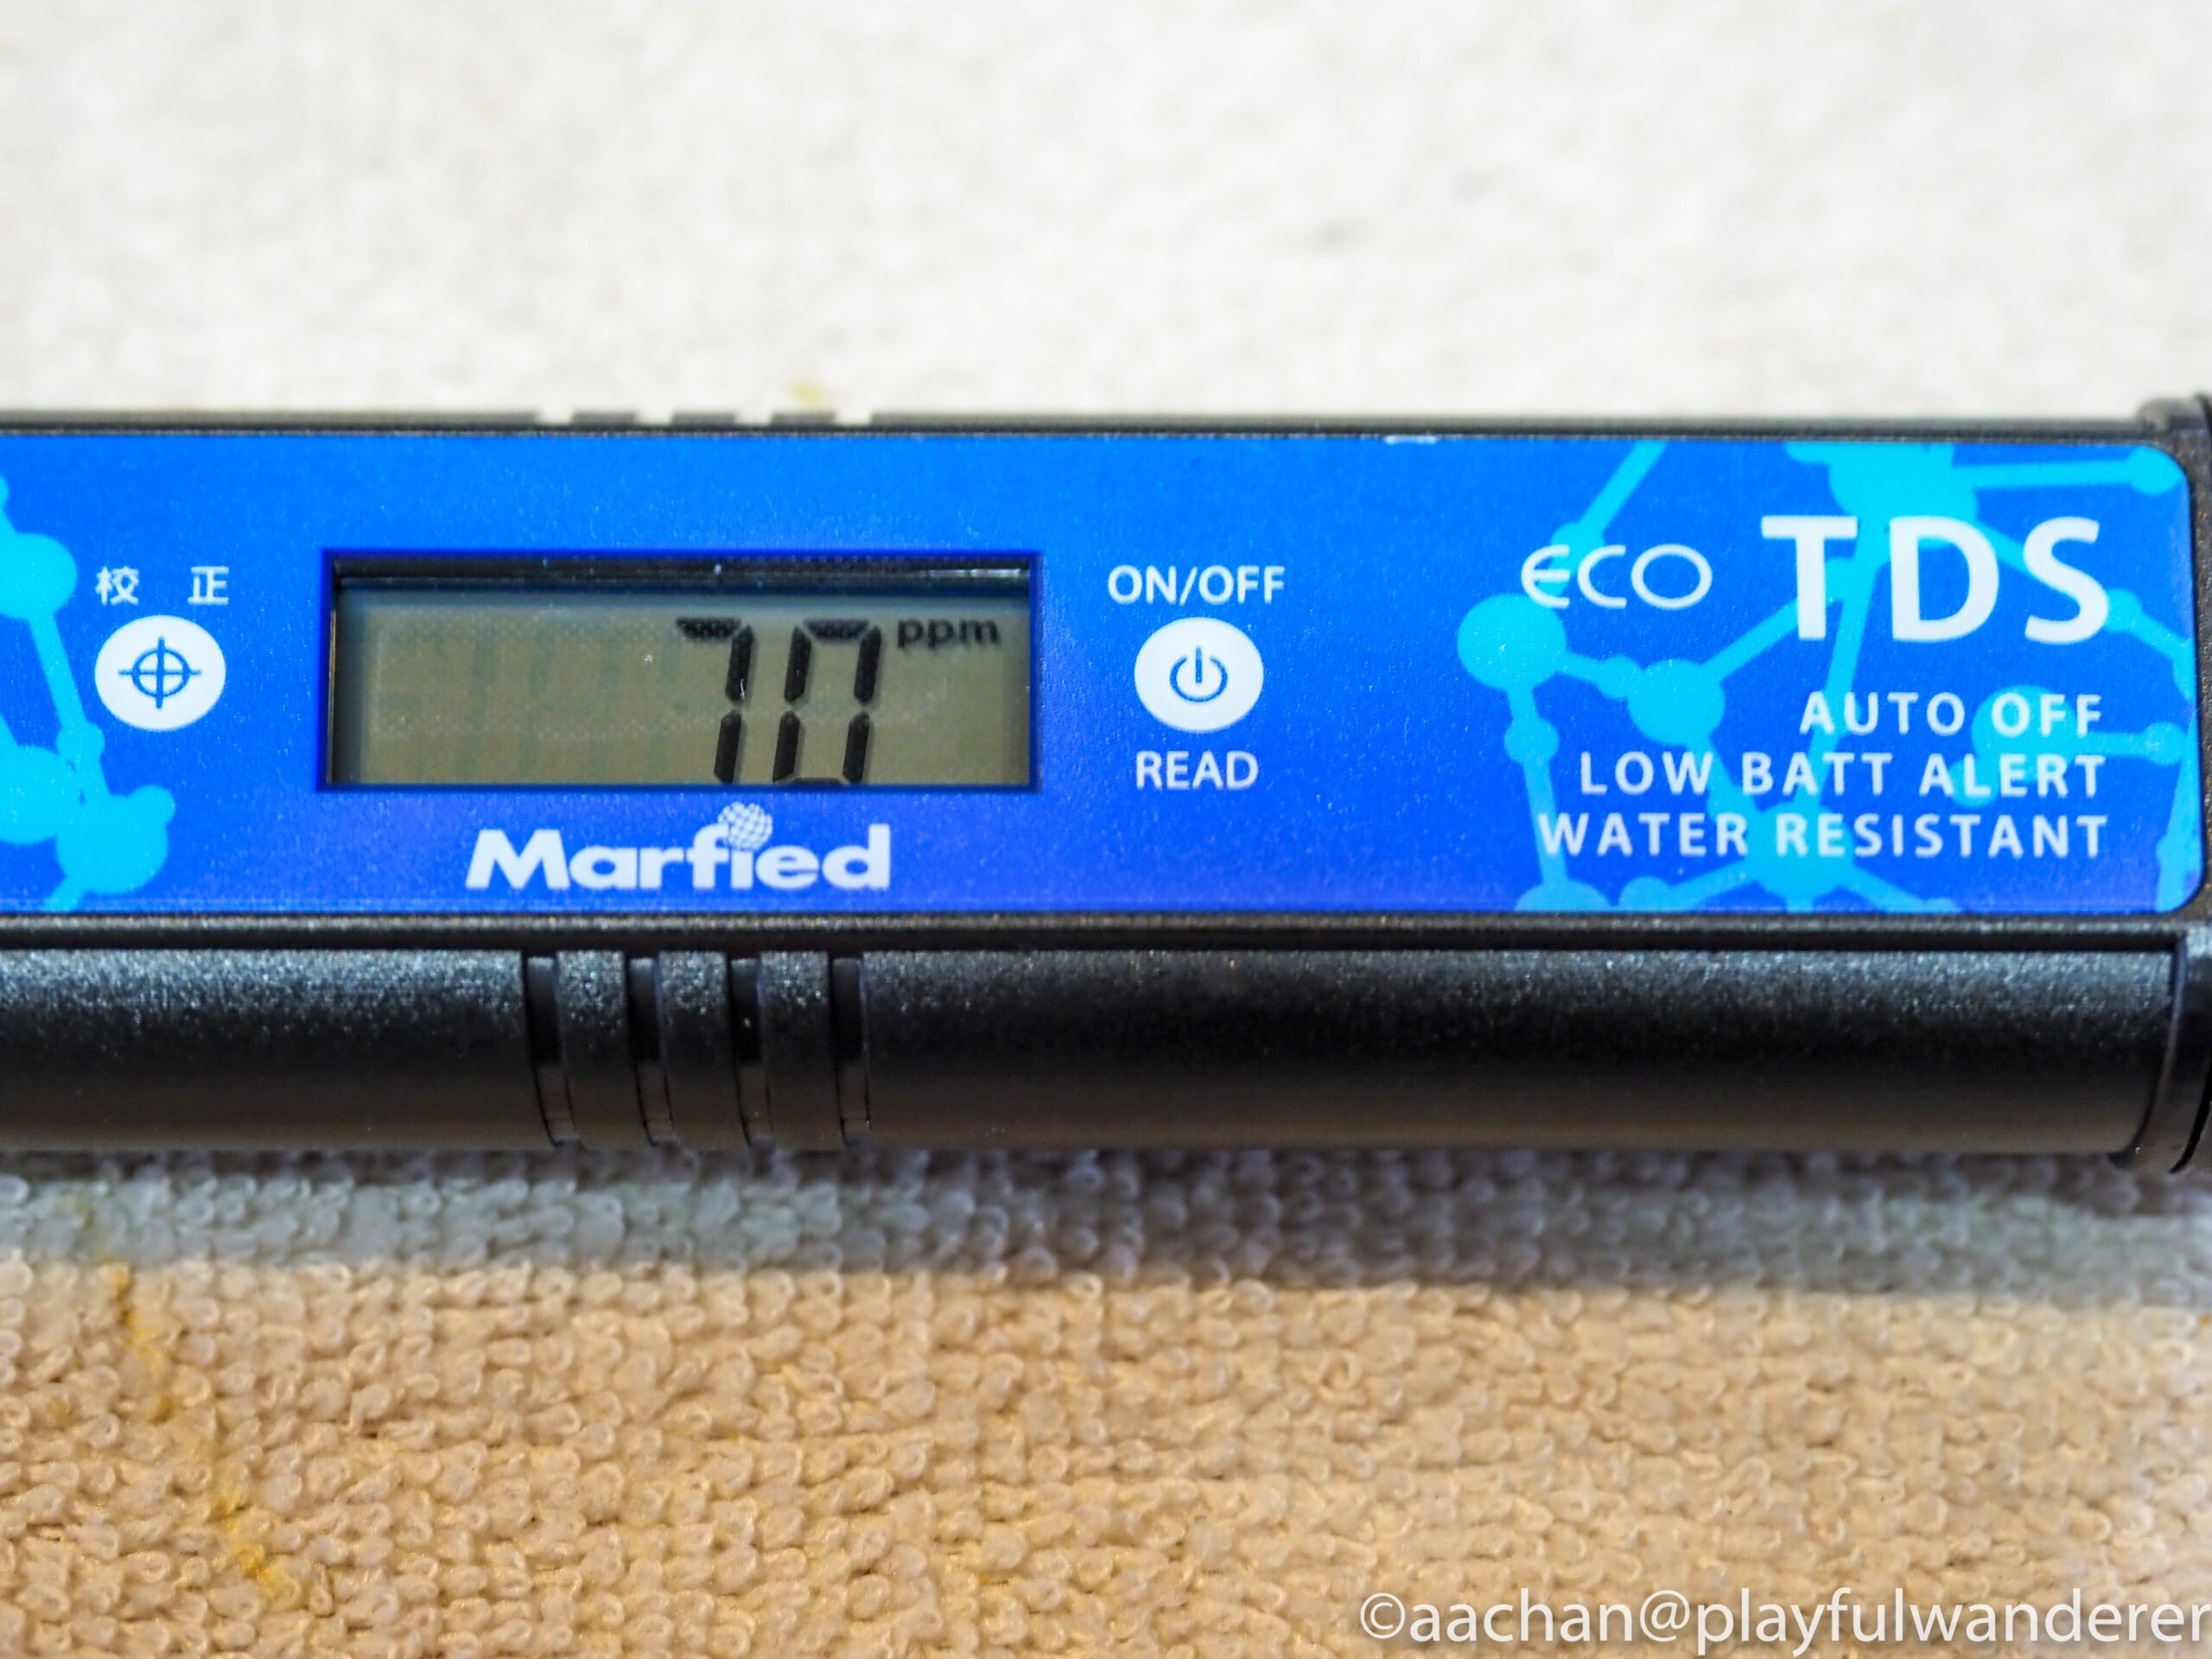 校 正
70 ppm
Marfied
ON/OFF
READ
ECO TDS
AUTO OFF
LOW BATT ALERT
WATER RESISTANT
©aachan@playfulwanderer